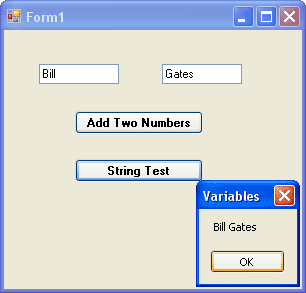 Form1
Bill Gates
Add Two Numbers
String Test
Variables
Bill Gates
OK